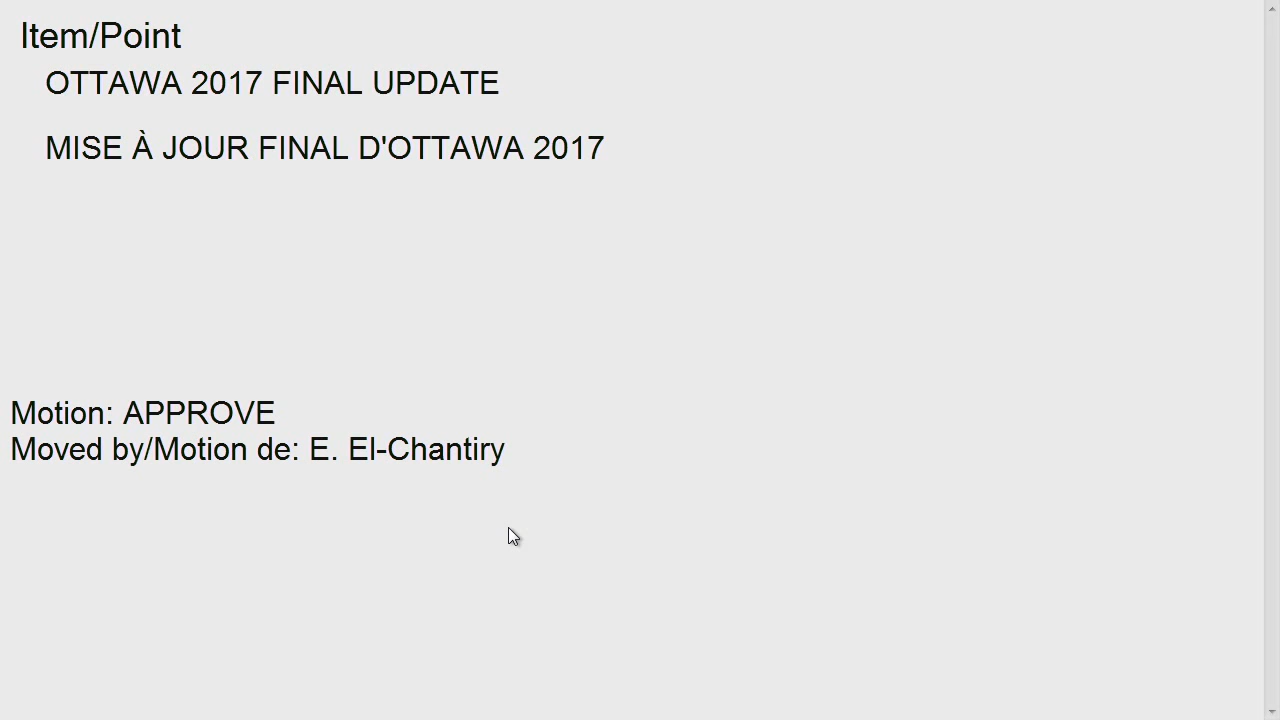 Item/Point
OTTAWA 2017 FINAL UPDATE
MISE À JOUR FINAL D'OTTAWA 2017
Motion: APPROVE
Moved by/Motion de: E. El-Chantiry